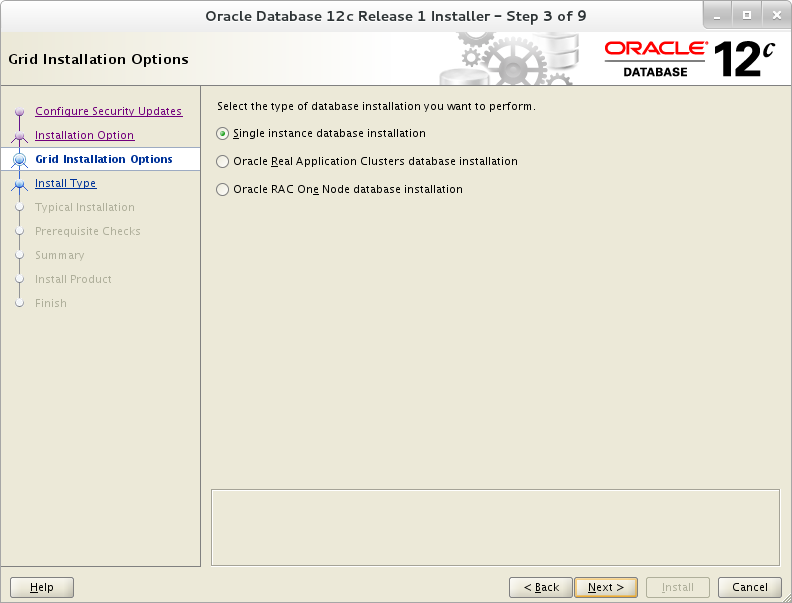 Oracle Database 12c Release 1 Installer – Step 3 of 9
Grid Installation Options
ORACLE®
DATABASE
12c
Configure Security Updates
Installation Option
Grid Installation Options
Install Type
Typical Installation
Prerequisite Checks
Summary
Install Product
Finish
Select the type of database installation you want to perform.
Single instance database installation
Oracle Real Application Clusters database installation
Oracle RAC One Node database installation
Help
< Back
Next >
Install
Cancel